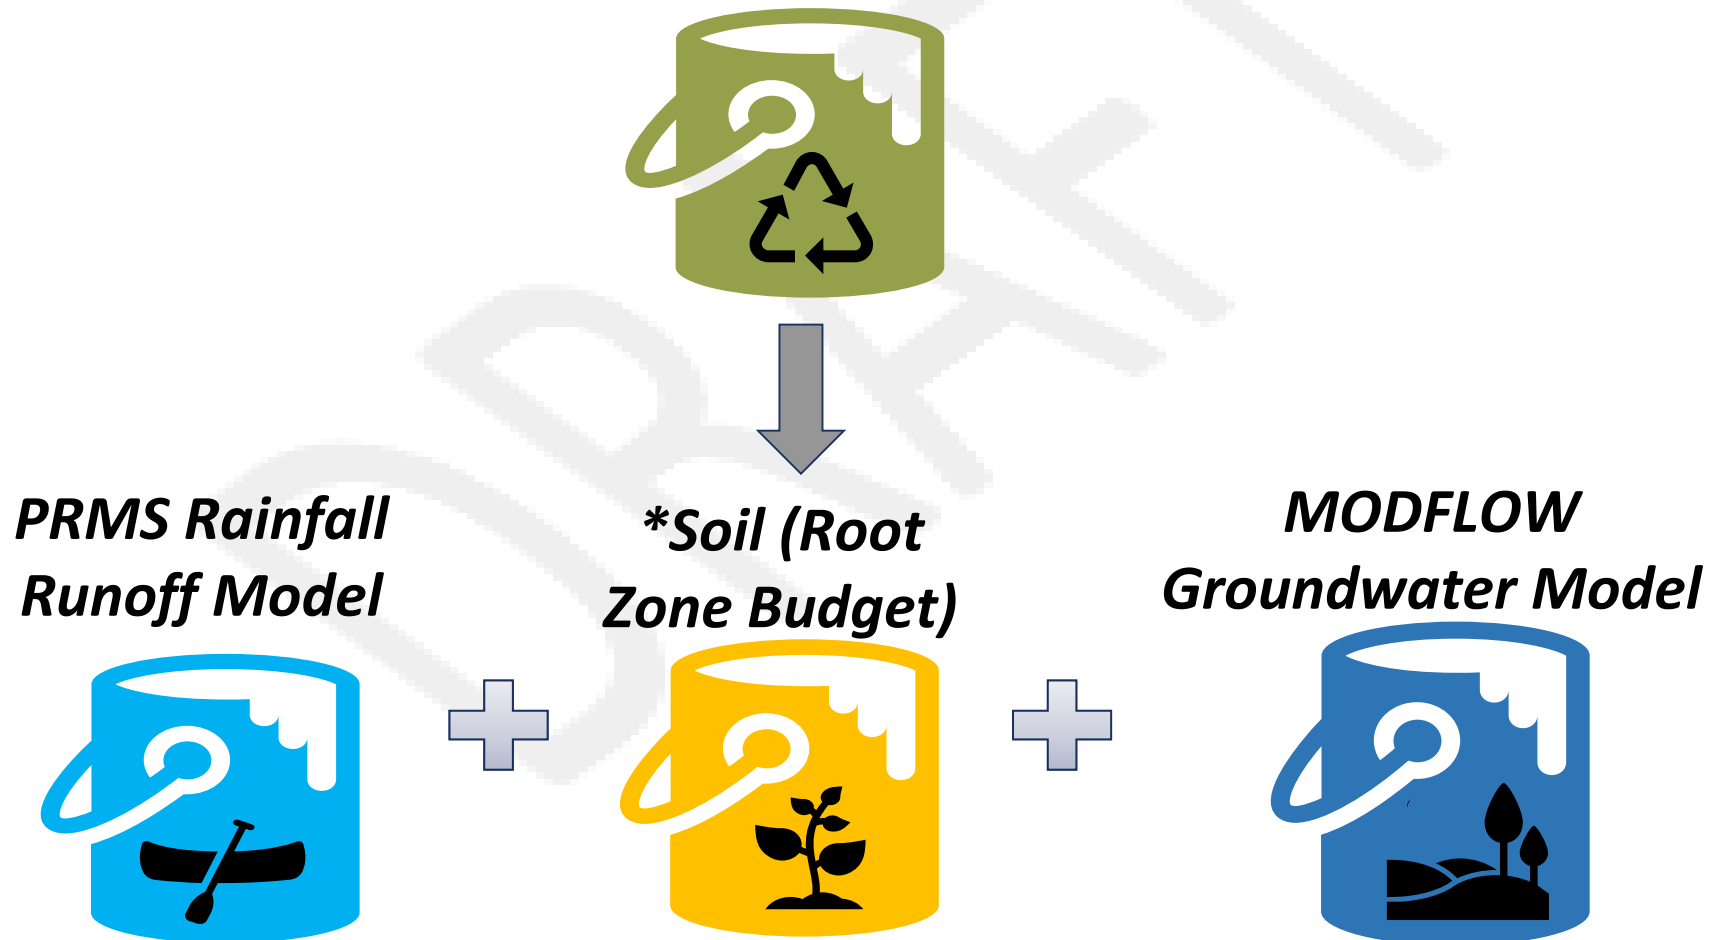 PRMS Rainfall
Runoff Model
*Soil (Root
Zone Budget)
MODFLOW
Groundwater Model
DRAFT